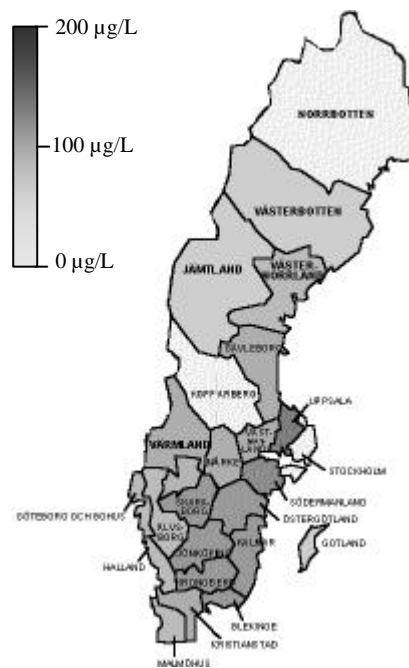 200 µg/L
100 µg/L
0 µg/L
NORRBOTTEN
VÄSTERBOTTEN
JÄMTLAND
VÄSTER-
NORRLAND
GÄVLEBORG
KOPPARBERG
UPPSALA
VÄST-
MAN-
LAND
VÄRMLAND
NÄRKE
STOCKHOLM
SÖDERMANLAND
SKARA-
BORG
ÖSTERGÖTLAND
GÖTEBORG OCH BOHUS
ÄLVS-
BORG
GOTLAND
JÖNKÖPING
KALMAR
HALLAND
KRONOBERG
BLEKINGE
KRISTIANSTAD
MALMÖHUS